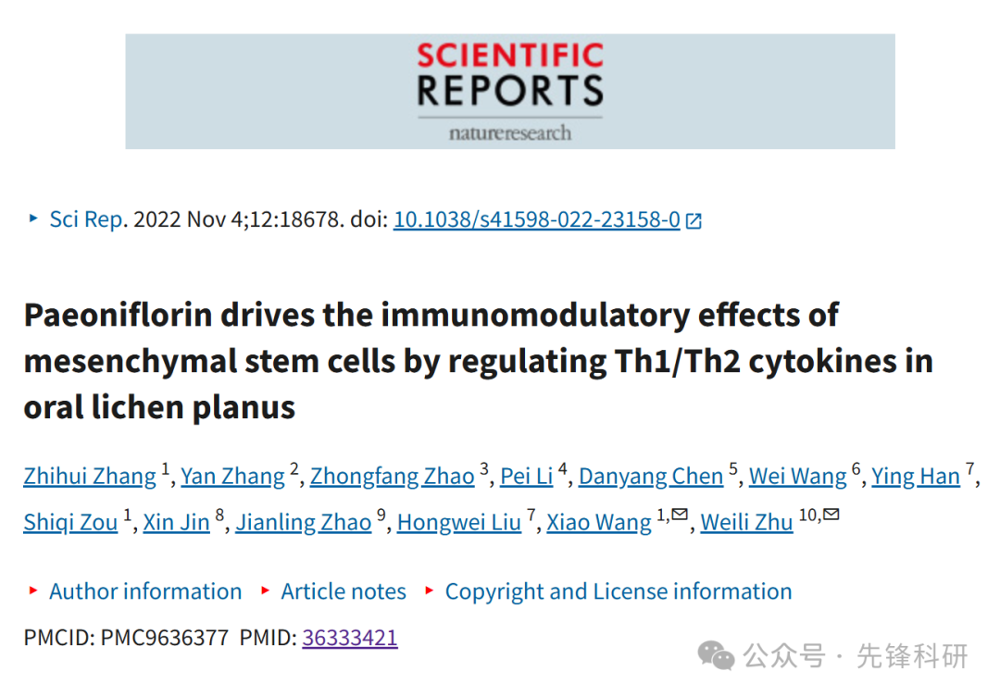 SCIENTIFIC
REPORTS
natureresearch
Sci Rep. 2022 Nov 4;12:18678. doi: 10.1038/s41598-022-23158-0
Paeoniflorin drives the immunomodulatory effects of
mesenchymal stem cells by regulating Th1/Th2 cytokines in
oral lichen planus
Zhihui Zhang 1, Yan Zhang 2, Zhongfang Zhao 3, Pei Li 4, Danyang Chen 5, Wei Wang 6, Ying Han 7,
Shiqi Zou 1, Xin Jin 8, Jianling Zhao 9, Hongwei Liu 7, Xiao Wang 1,✉, Weili Zhu 10,✉
Author information Article notes Copyright and License information
PMCID: PMC9636377 PMID: 36333421
公众号 · 先锋科研